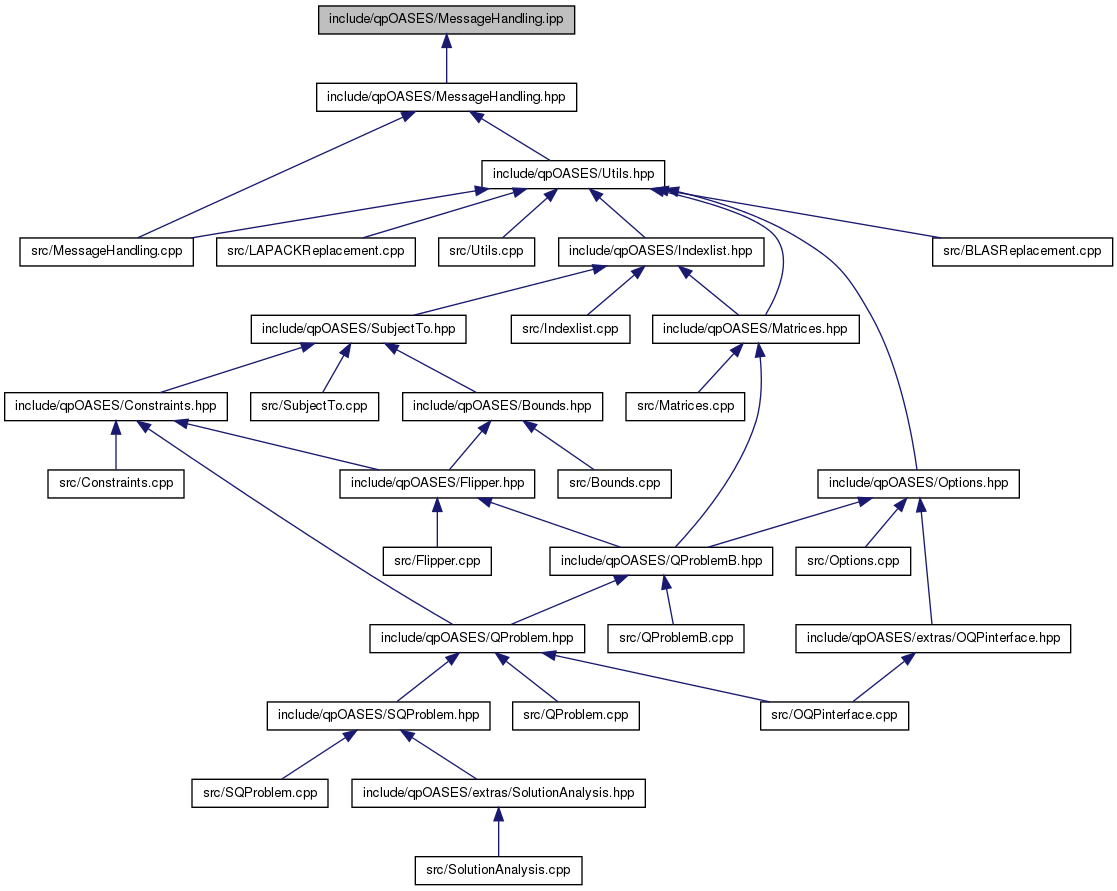 include/qpOASES/MessageHandling.ipp
include/qpOASES/MessageHandling.hpp
include/qpOASES/Utils.hpp
src/MessageHandling.cpp
src/LAPACKReplacement.cpp
src/Utils.cpp
include/qpOASES/Indexlist.hpp
src/BLASReplacement.cpp
include/qpOASES/SubjectTo.hpp
src/Indexlist.cpp
include/qpOASES/Matrices.hpp
include/qpOASES/Constraints.hpp
src/SubjectTo.cpp
include/qpOASES/Bounds.hpp
src/Matrices.cpp
src/Constraints.cpp
include/qpOASES/Flipper.hpp
src/Bounds.cpp
include/qpOASES/Options.hpp
src/Flipper.cpp
include/qpOASES/QProblemB.hpp
src/Options.cpp
include/qpOASES/QProblem.hpp
src/QProblemB.cpp
include/qpOASES/extras/OQPinterface.hpp
include/qpOASES/SQProblem.hpp
src/QProblem.cpp
src/OQPinterface.cpp
src/SQProblem.cpp
include/qpOASES/extras/SolutionAnalysis.hpp
src/SolutionAnalysis.cpp